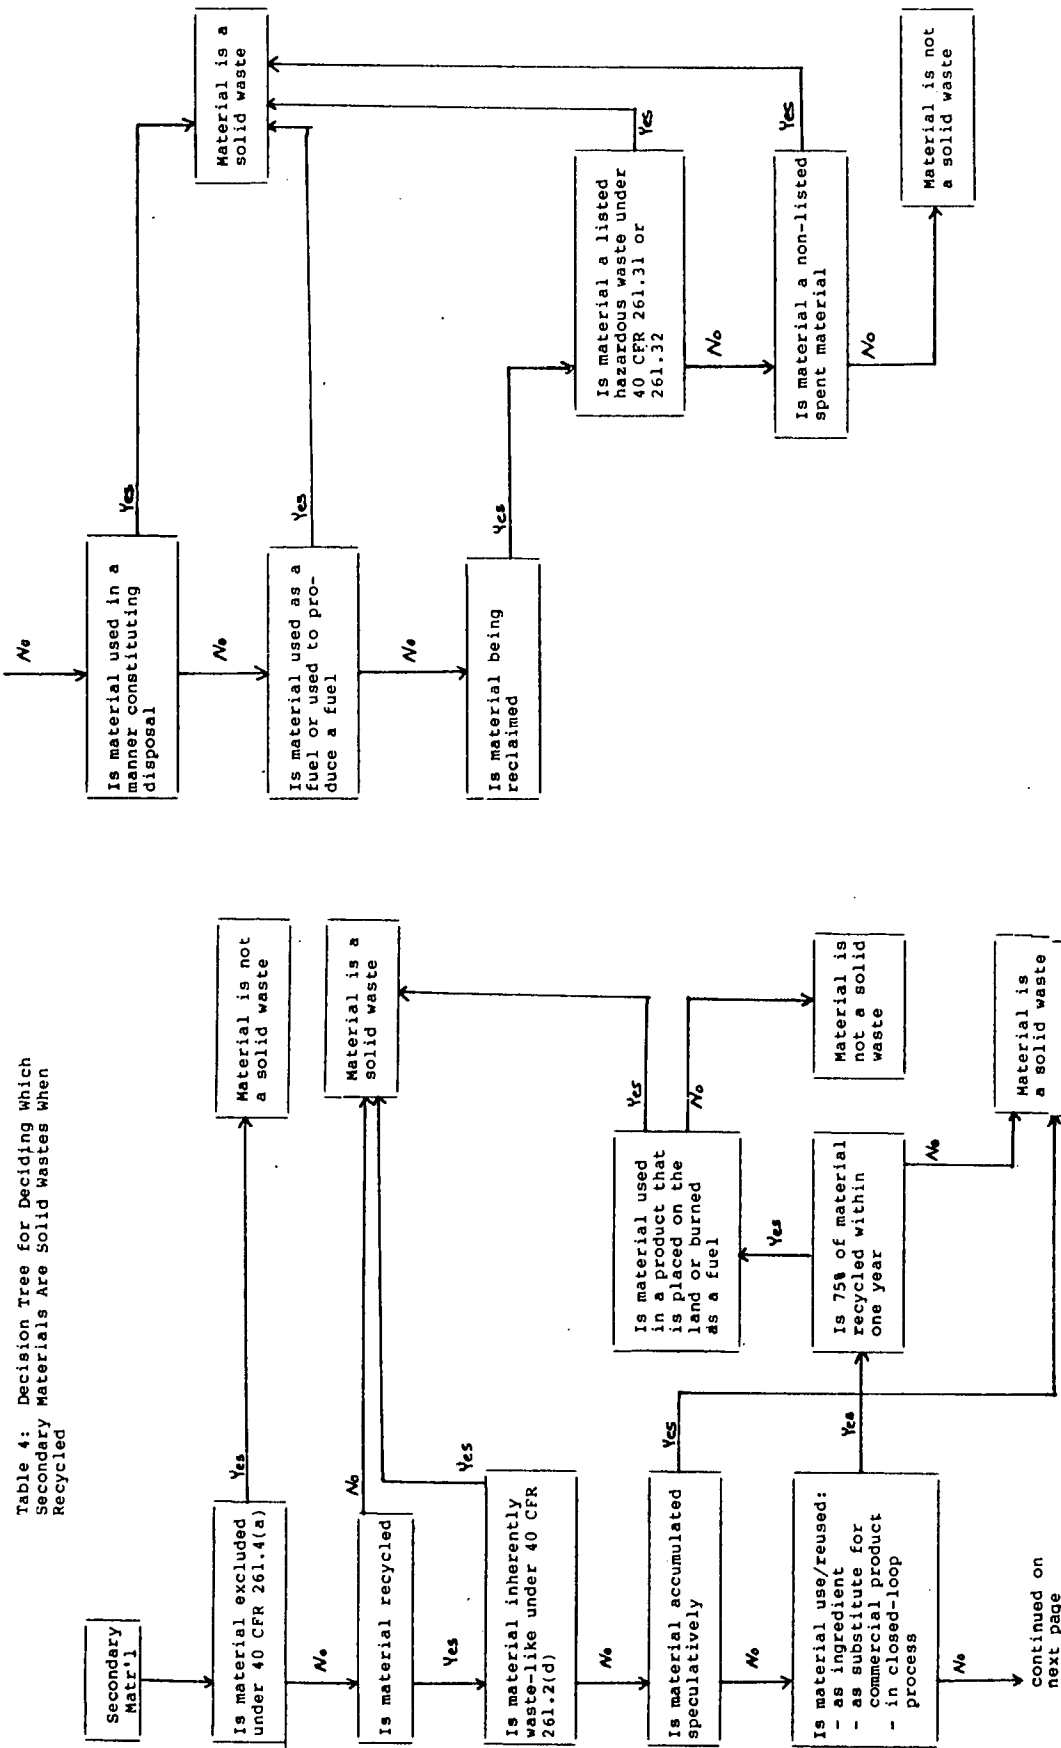 Table 4: Decision Tree for Deciding Which
Secondary Materials Are Solid Wastes When
Recycled
Secondary
Matr'l
Is material excluded
under 40 CFR 261.4(a)
Yes
Material is not
a solid waste
No
Is material recycled
No
Material is a
solid waste
Yes
Is material inherently
waste-like under 40 CFR
261.2(d)
Yes
No
Is material accumulated
speculatively
Yes
No
Is material use/reused:
- as ingredient
- as substitute for
commercial product
- in closed-loop
process
Yes
Is 75% of material
recycled within
one year
Yes
Is material used
in a product that
is placed on the
land or burned
as a fuel
Yes
No
Material is
not a solid
waste
No
Material is
a solid waste
No
continued on
next page
No
Is material used in a
manner constituting
disposal
Yes
Material is a
solid waste
No
Is material used as a
fuel or used to pro-
duce a fuel
Yes
No
Is material being
reclaimed
Yes
Is material a listed
hazardous waste under
40 CFR 261.31 or
261.32
Yes
No
Is material a non-listed
spent material
Yes
No
Material is not
a solid waste